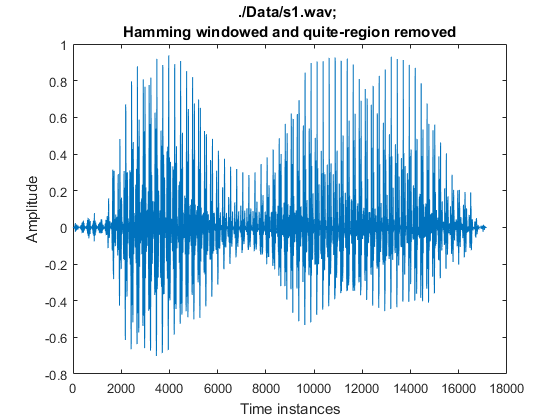 ./Data/s1.wav;
Hamming windowed and quite-region removed
1
0.8
0.6
0.4
0.2
0
-0.2
-0.4
-0.6
-0.8
Amplitude
0 2000 4000 6000 8000 10000 12000 14000 16000 18000
Time instances